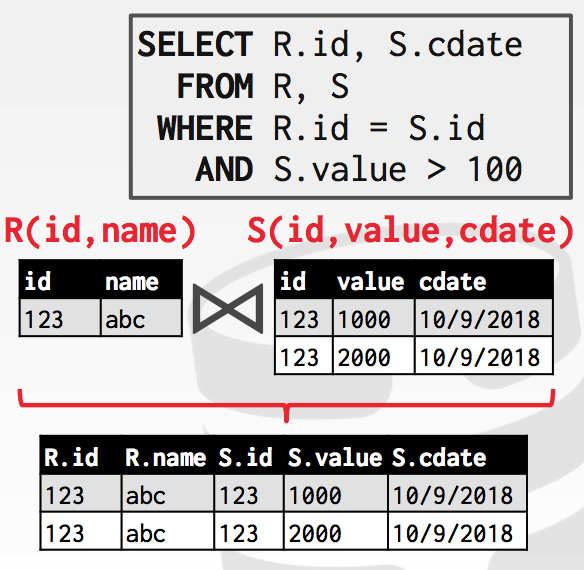 SELECT R.id, S.cdate
FROM R, S
WHERE R.id = S.id
AND S.value > 100
R(id,name) S(id,value,cdate)
id name
123 abc
id value cdate
123 1000 10/9/2018
123 2000 10/9/2018
R.id R.name S.id S.value S.cdate
123 abc 123 1000 10/9/2018
123 abc 123 2000 10/9/2018